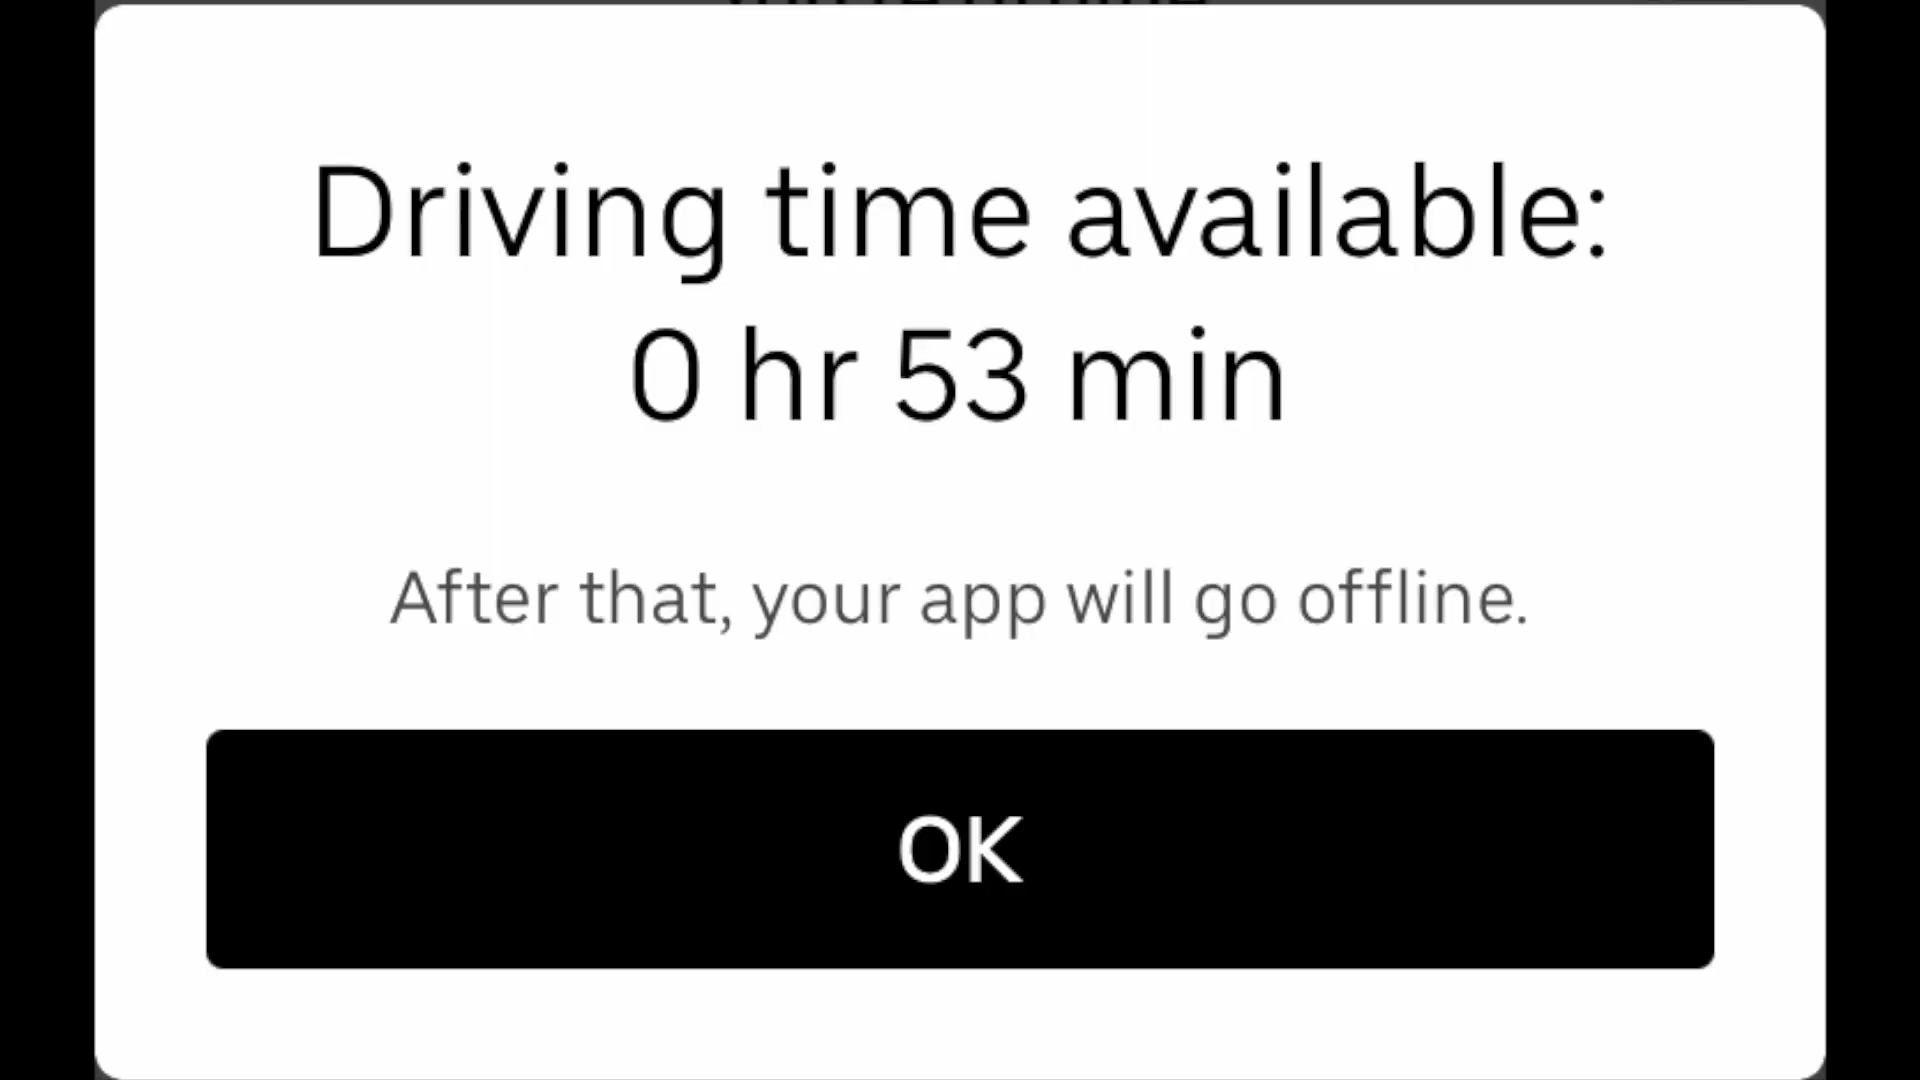 Driving time available:
0 hr 53 min
After that, your app will go offline.
OK